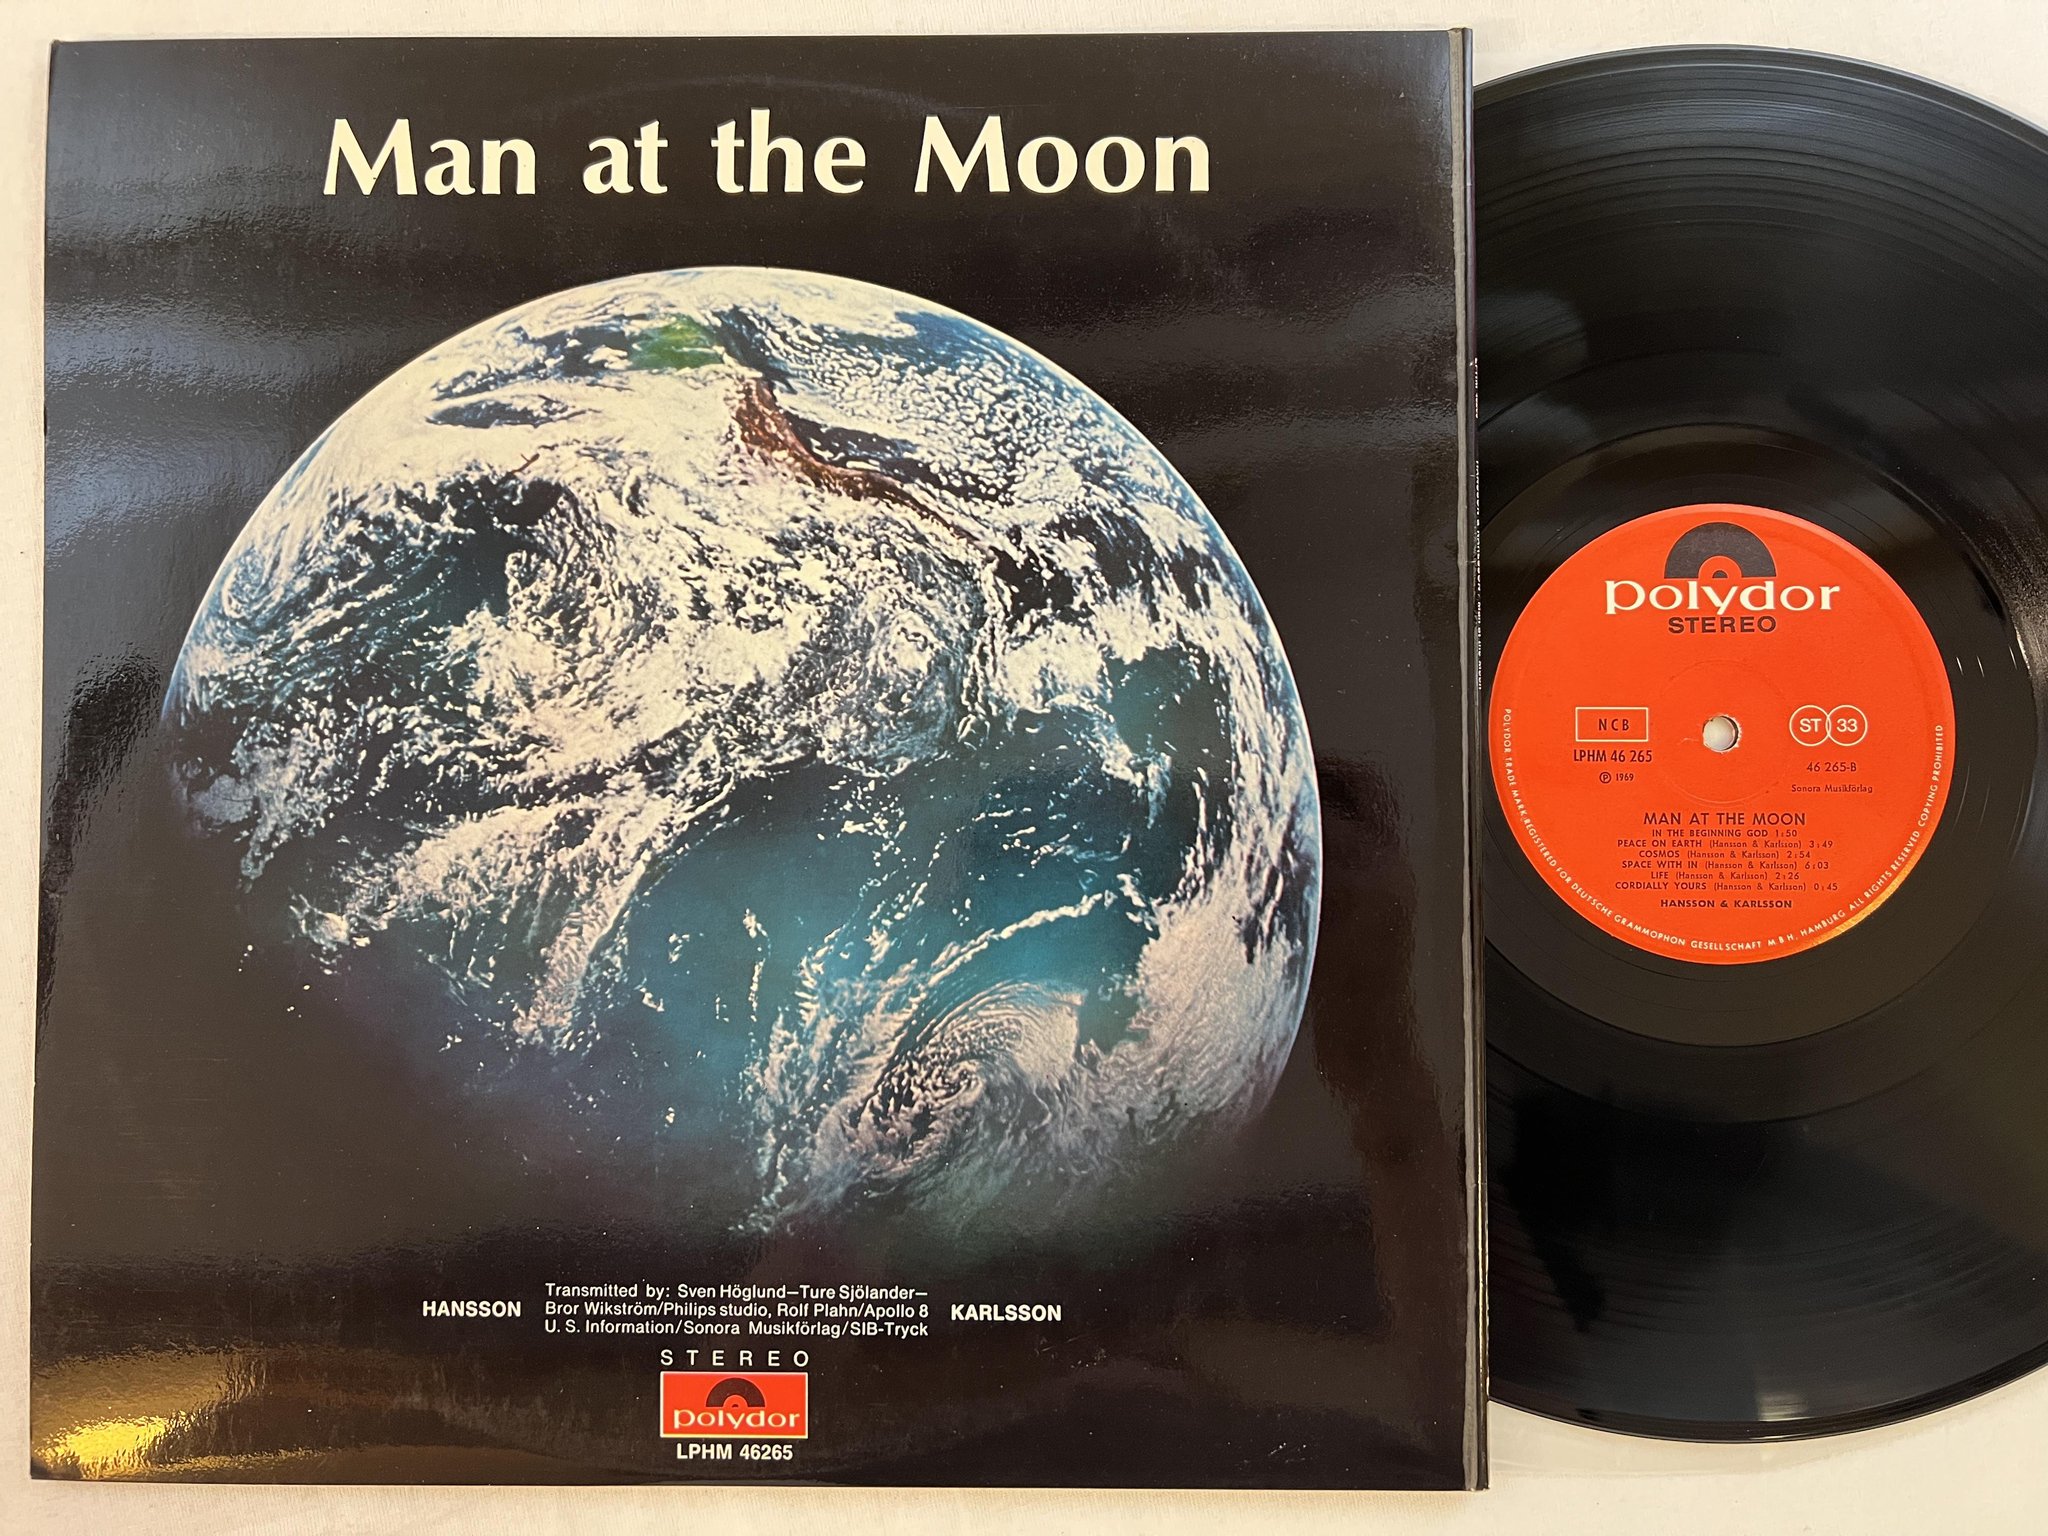 Man at the Moon
HANSSON
Transmitted by: Sven Höglund—Ture Sjölander—
Bror Wikström/Philips studio, Rolf Plahn/Apollo 8
U. S. Information/Sonora Musikförlag/SIB-Tryck
KARLSSON
STEREO
polydor
LPHM 46265
polydor
STEREO
NCB
LPHM 46 265
℗ 1969
ST 33
46 265-B
Sonora Musikförlag
MAN AT THE MOON
IN THE BEGINNING GOD 1:50
PEACE ON EARTH (Hansson & Karlsson) 3:49
COSMOS (Hansson & Karlsson) 2:54
SPACE WITH IN (Hansson & Karlsson) 6:03
LIFE (Hansson & Karlsson) 2:26
CORDIALLY YOURS (Hansson & Karlsson) 0:45
HANSSON & KARLSSON
POLYDOR TRADE MARK REGISTERED FOR DEUTSCHE GRAMMOPHON GESELLSCHAFT MBH, HAMBURG ALL RIGHTS RESERVED COPYING PROHIBITED